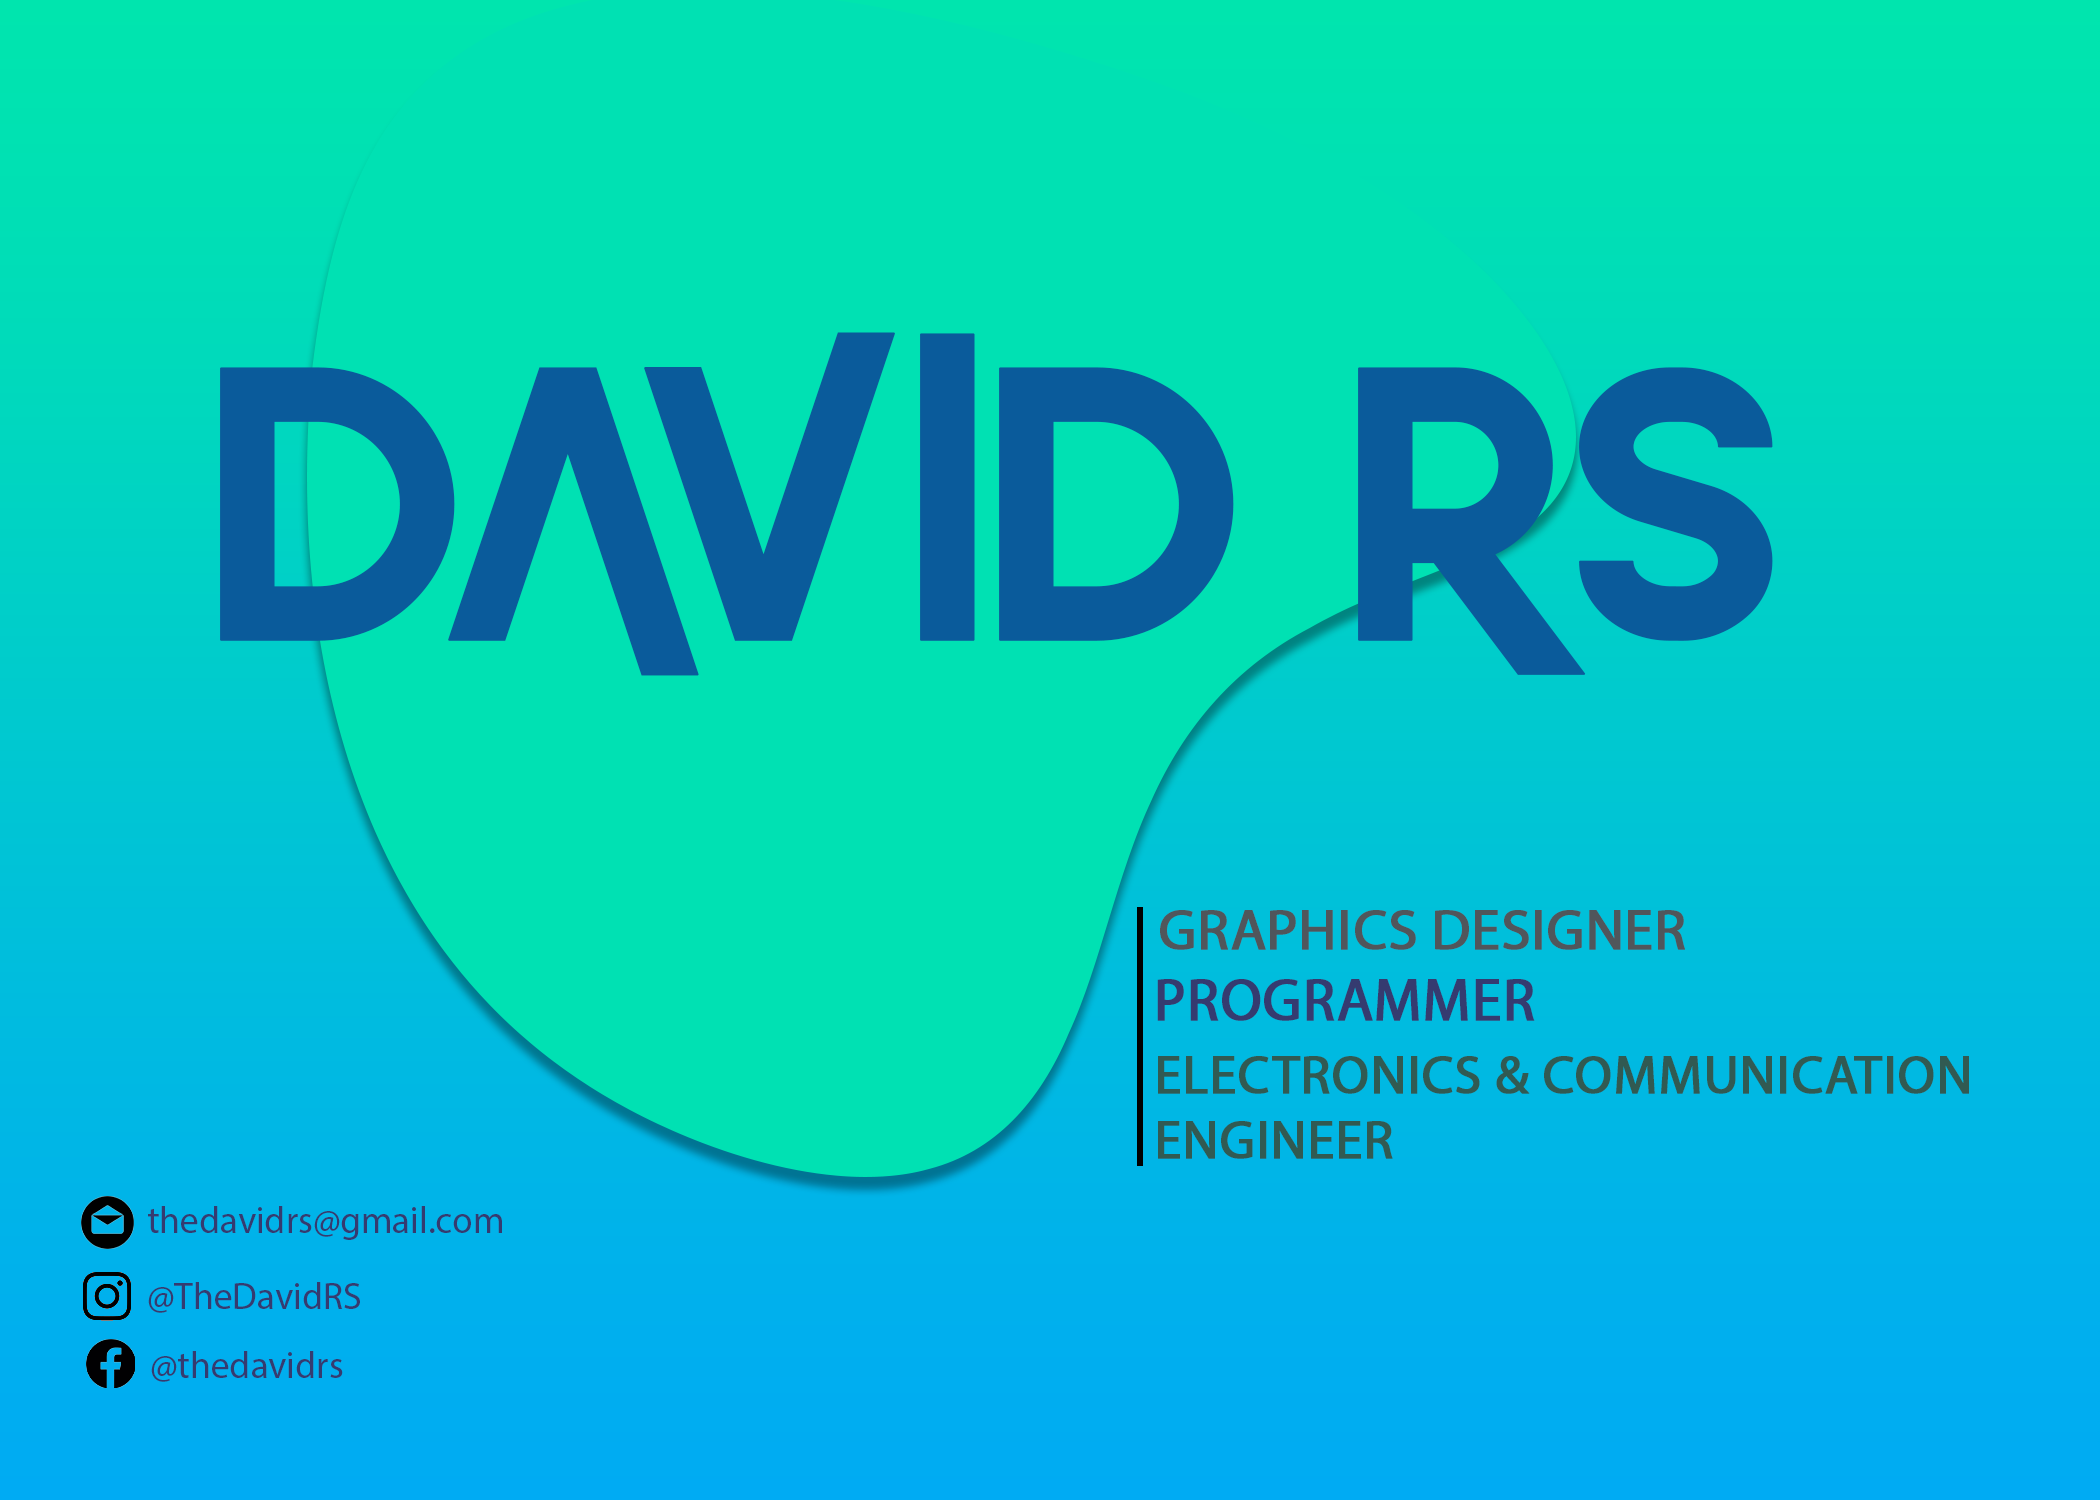 DAVID RS
GRAPHICS DESIGNER
PROGRAMMER
ELECTRONICS & COMMUNICATION
ENGINEER
thedavidrs@gmail.com
@TheDavidRS
@thedavidrs